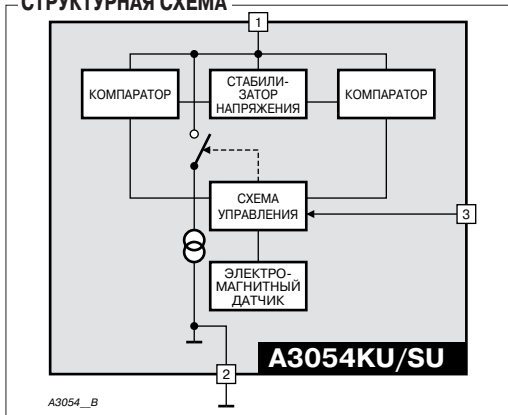 СТРУКТУРНАЯ СХЕМА
1
КОМПАРАТОР
СТАБИЛИ-
ЗАТОР
НАПРЯЖЕНИЯ
КОМПАРАТОР
СХЕМА
УПРАВЛЕНИЯ
3
ЭЛЕКТРО-
МАГНИТНЫЙ
ДАТЧИК
A3054KU/SU
2
A3054__B